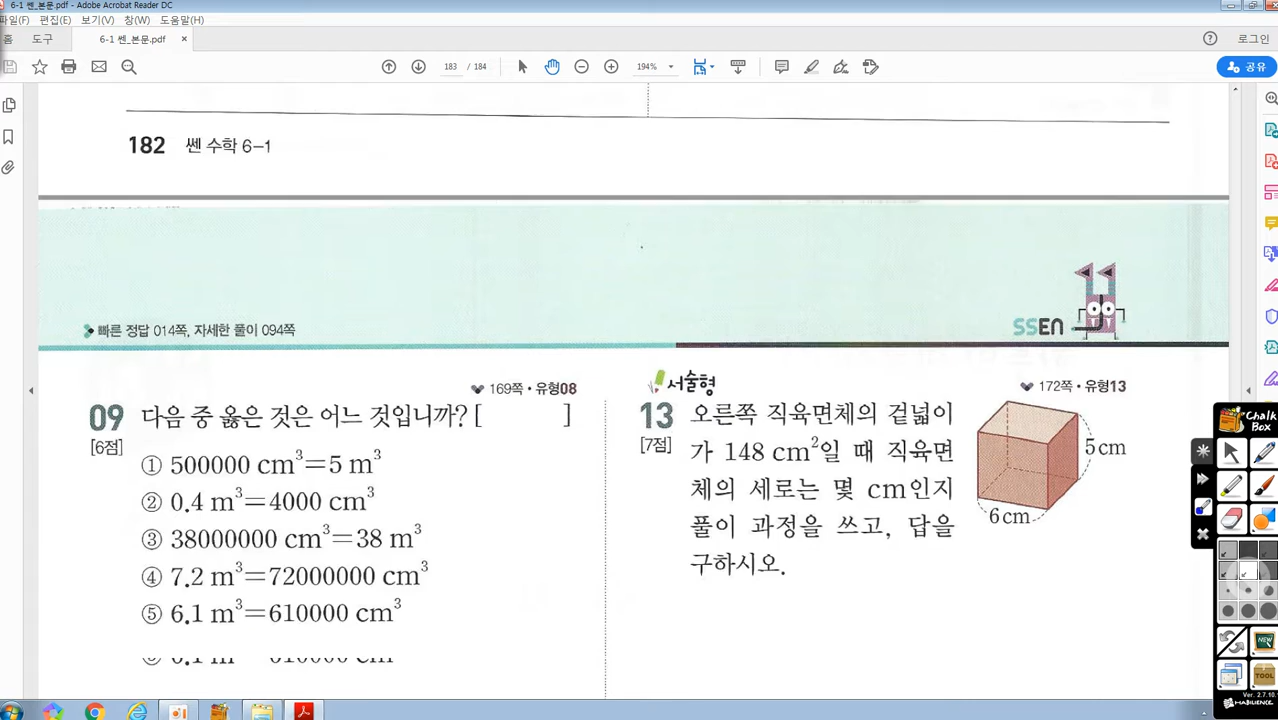 6-1 쎈_본문.pdf - Adobe Acrobat Reader DC
파일(F) 편집(E) 보기(V) 창(W) 도움말(H)
홈 도구 6-1 쎈_본문.pdf × 로그인
183 / 184 194% 공유
182 쎈 수학 6-1
빠른 정답 014쪽, 자세한 풀이 094쪽
SSEN
169쪽 • 유형08
09 다음 중 옳은 것은 어느 것입니까? [ ]
[6점]
① 500000 cm³=5 m³
② 0.4 m³=4000 cm³
③ 38000000 cm³=38 m³
④ 7.2 m³=72000000 cm³
⑤ 6.1 m³=610000 cm³
서술형
172쪽 • 유형13
13 오른쪽 직육면체의 겉넓이
[7점] 가 148 cm²일 때 직육면
체의 세로는 몇 cm인지
풀이 과정을 쓰고, 답을
구하시오.
5 cm
6 cm
Chalk
Box
NEW
TOOL
Ver. 2.7.10.
MABILIENCE